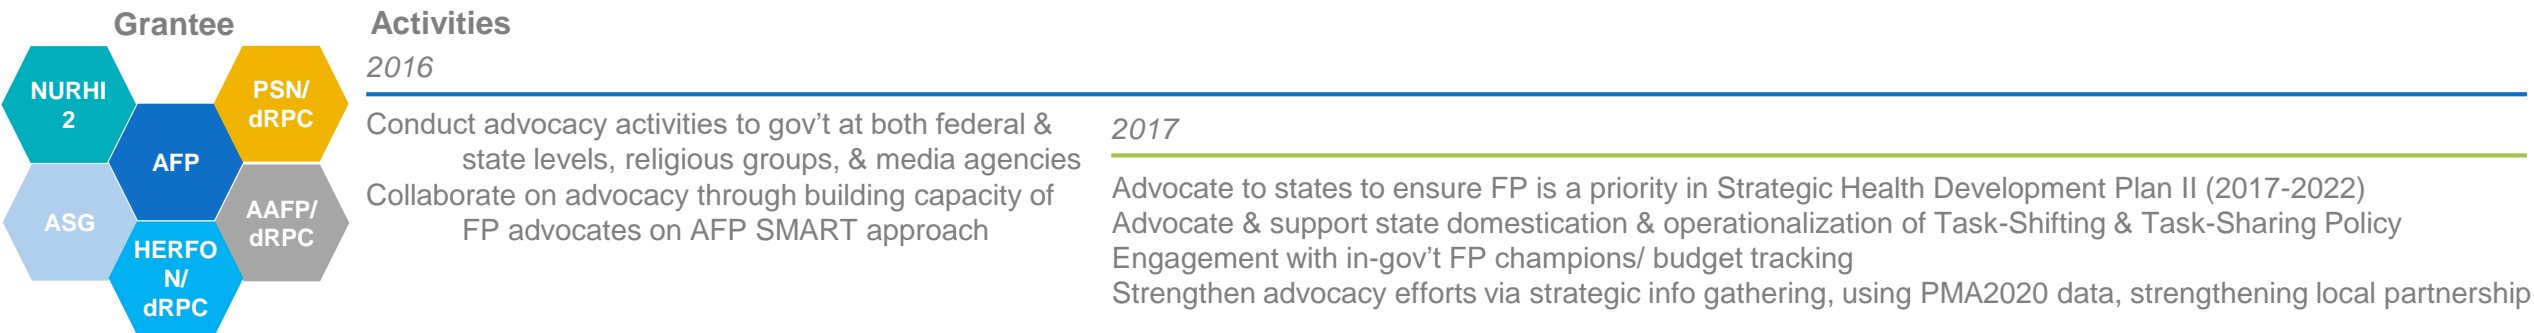 Grantee
NURHI
2
PSN/
dRPC
AFP
ASG
AAFP/
dRPC
HERFO
N/
dRPC
Activities
2016
Conduct advocacy activities to gov't at both federal &
state levels, religious groups, & media agencies
Collaborate on advocacy through building capacity of
FP advocates on AFP SMART approach
2017
Advocate to states to ensure FP is a priority in Strategic Health Development Plan II (2017-2022)
Advocate & support state domestication & operationalization of Task-Shifting & Task-Sharing Policy
Engagement with in-gov't FP champions/ budget tracking
Strengthen advocacy efforts via strategic info gathering, using PMA2020 data, strengthening local partnership